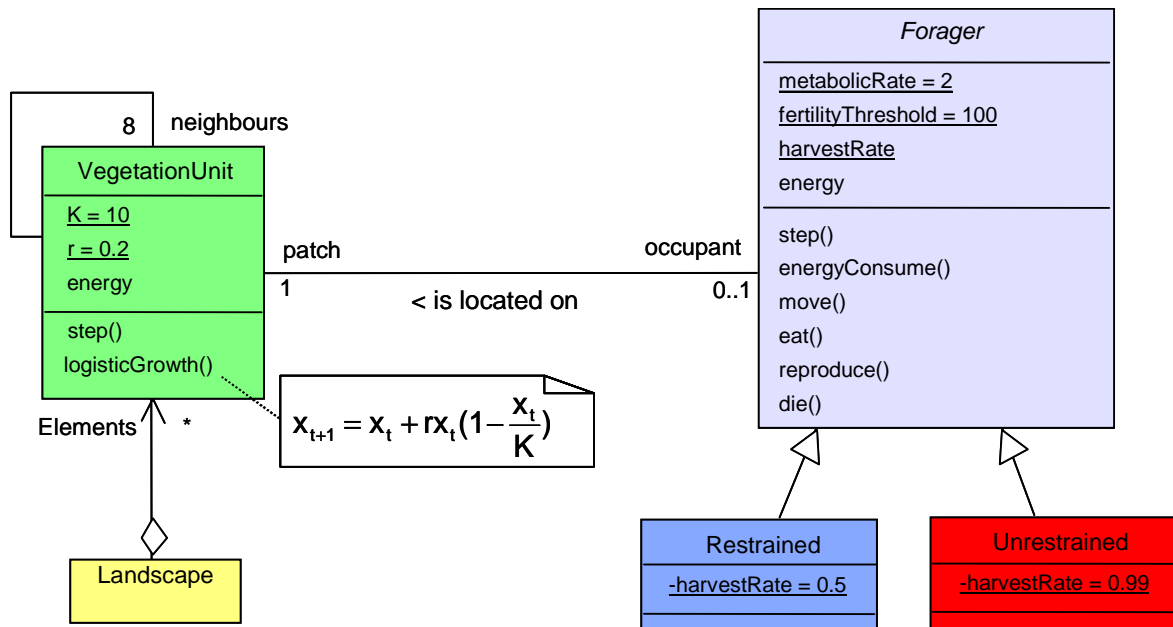 8 neighbours
VegetationUnit
K = 10
r = 0.2
energy
step()
logisticGrowth()
patch
1
< is located on
occupant
0..1
Forager
metabolicRate = 2
fertilityThreshold = 100
harvestRate
energy
step()
energyConsume()
move()
eat()
reproduce()
die()
Elements *
Landscape
x_{t+1} = x_t + rx_t(1 - \frac{x_t}{K})
Restrained
-harvestRate = 0.5
Unrestrained
-harvestRate = 0.99